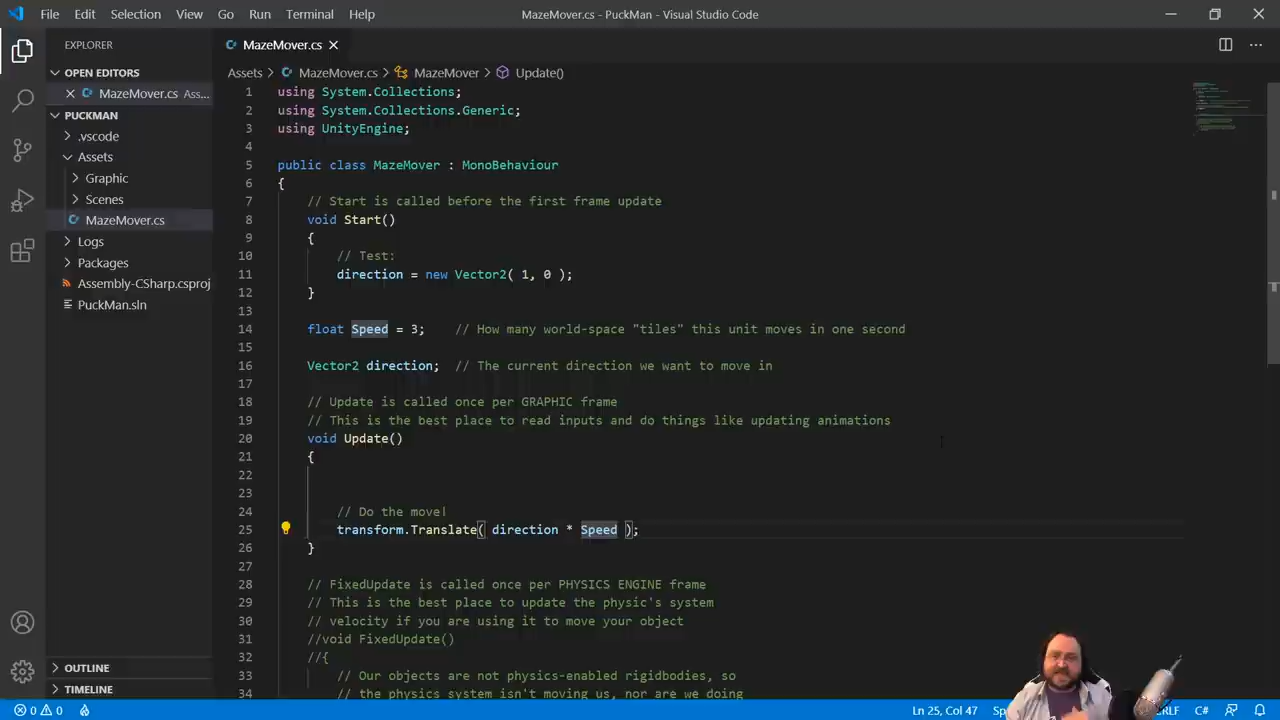 File Edit Selection View Go Run Terminal Help
MazeMover.cs - PuckMan - Visual Studio Code
EXPLORER
OPEN EDITORS
MazeMover.cs Ass...
PUCKMAN
.vscode
Assets
Graphic
Scenes
MazeMover.cs
Logs
Packages
Assembly-CSharp.csproj
PuckMan.sln
OUTLINE
TIMELINE
MazeMover.cs
Assets > MazeMover.cs > MazeMover > Update()
1 using System.Collections;
2 using System.Collections.Generic;
3 using UnityEngine;
4
5 public class MazeMover : MonoBehaviour
6 {
7 // Start is called before the first frame update
8 void Start()
9 {
10 // Test:
11 direction = new Vector2( 1, 0 );
12 }
13
14 float Speed = 3; // How many world-space "tiles" this unit moves in one second
15
16 Vector2 direction; // The current direction we want to move in
17
18 // Update is called once per GRAPHIC frame
19 // This is the best place to read inputs and do things like updating animations
20 void Update()
21 {
22
23
24 // Do the move!
25 transform.Translate( direction * Speed );
26 }
27
28 // FixedUpdate is called once per PHYSICS ENGINE frame
29 // This is the best place to update the physic's system
30 // velocity if you are using it to move your object
31 //void FixedUpdate()
32 //{
33 // Our objects are not physics-enabled rigidbodies, so
34 // the physics system isn't moving us, nor are we doing
0 0
Ln 25, Col 47
C#